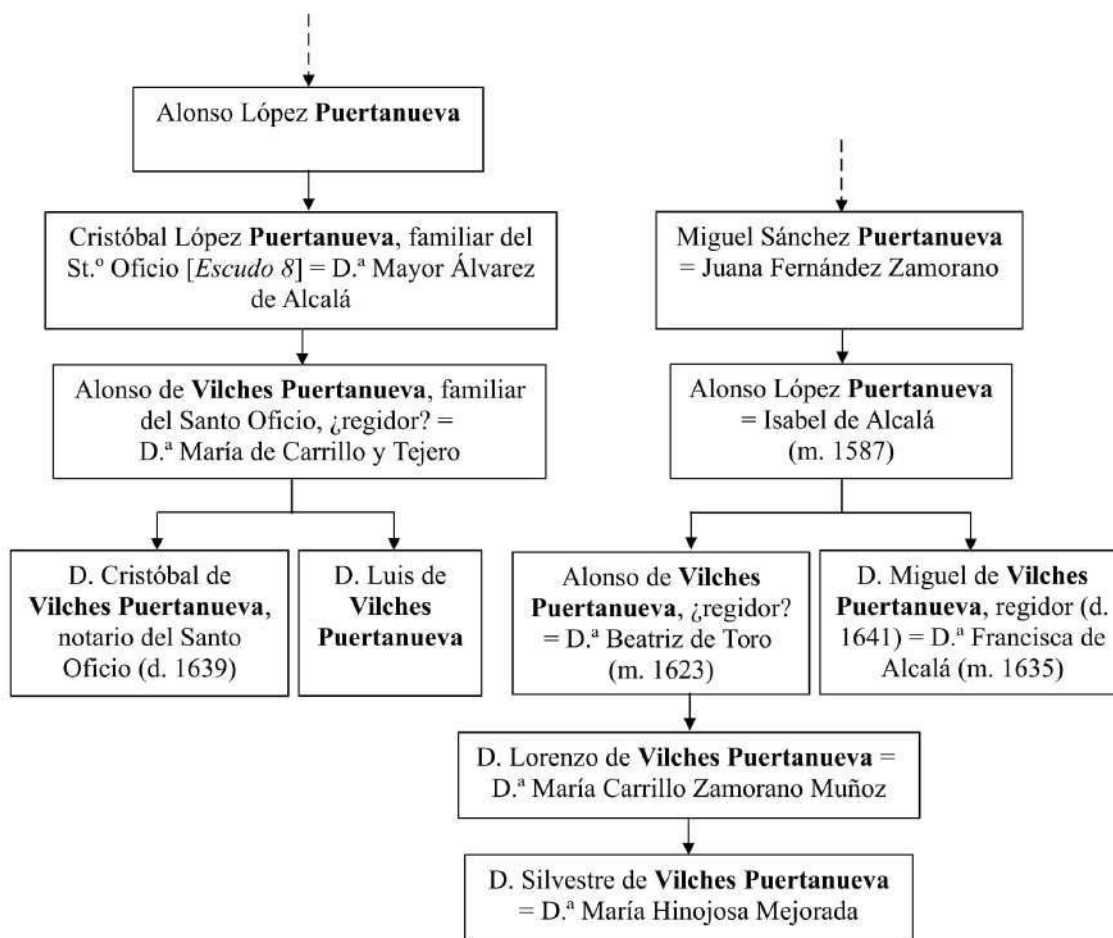 Alonso López Puertanueva
Cristóbal López Puertanueva, familiar del
St.º Oficio [Escudo 8] = D.ª Mayor Álvarez
de Alcalá
Miguel Sánchez Puertanueva
= Juana Fernández Zamorano
Alonso de Vilches Puertanueva, familiar
del Santo Oficio, ¿regidor? =
D.ª María de Carrillo y Tejero
Alonso López Puertanueva
= Isabel de Alcalá
(m. 1587)
D. Cristóbal de
Vilches Puertanueva,
notario del Santo
Oficio (d. 1639)
D. Luis de
Vilches
Puertanueva
Alonso de Vilches
Puertanueva, ¿regidor?
= D.ª Beatriz de Toro
(m. 1623)
D. Miguel de Vilches
Puertanueva, regidor (d.
1641) = D.ª Francisca de
Alcalá (m. 1635)
D. Lorenzo de Vilches Puertanueva =
D.ª María Carrillo Zamorano Muñoz
D. Silvestre de Vilches Puertanueva
= D.ª María Hinojosa Mejorada